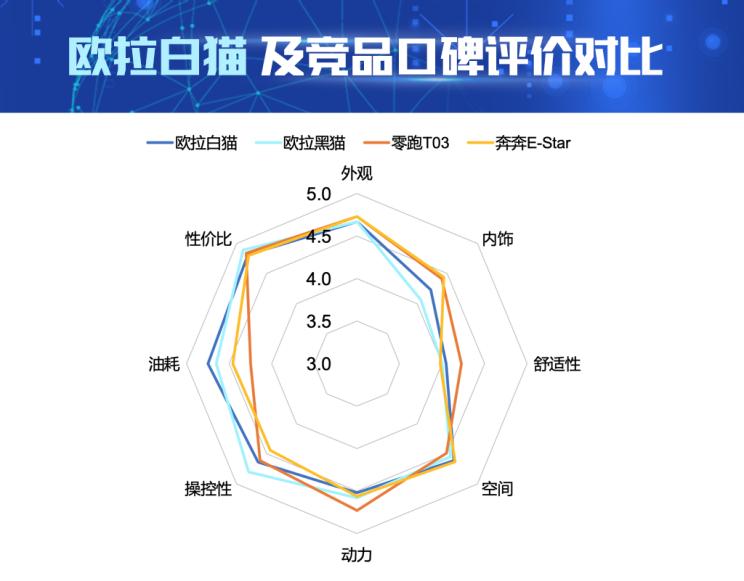 欧拉白猫 及竞品口碑评价对比
欧拉白猫 欧拉黑猫 零跑T03 奔奔E-Star
外观
5.0
性价比 4.5 内饰
4.0
3.5
油耗 3.0 舒适性
操控性 空间
动力